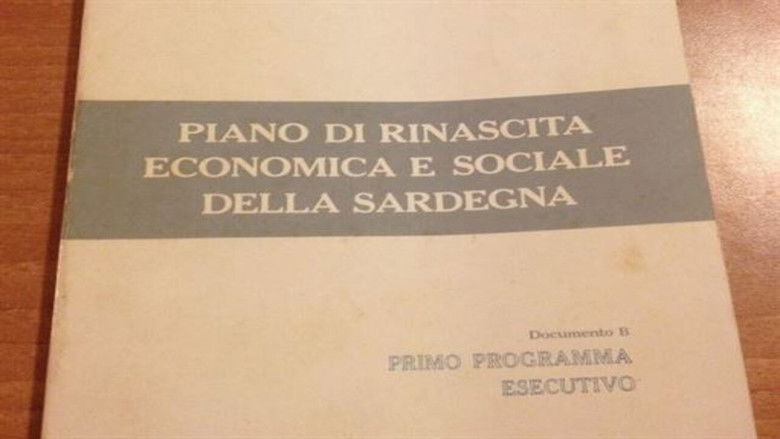 PIANO DI RINASCITA
ECONOMICA E SOCIALE
DELLA SARDEGNA
Documento B
PRIMO PROGRAMMA
ESECUTIVO